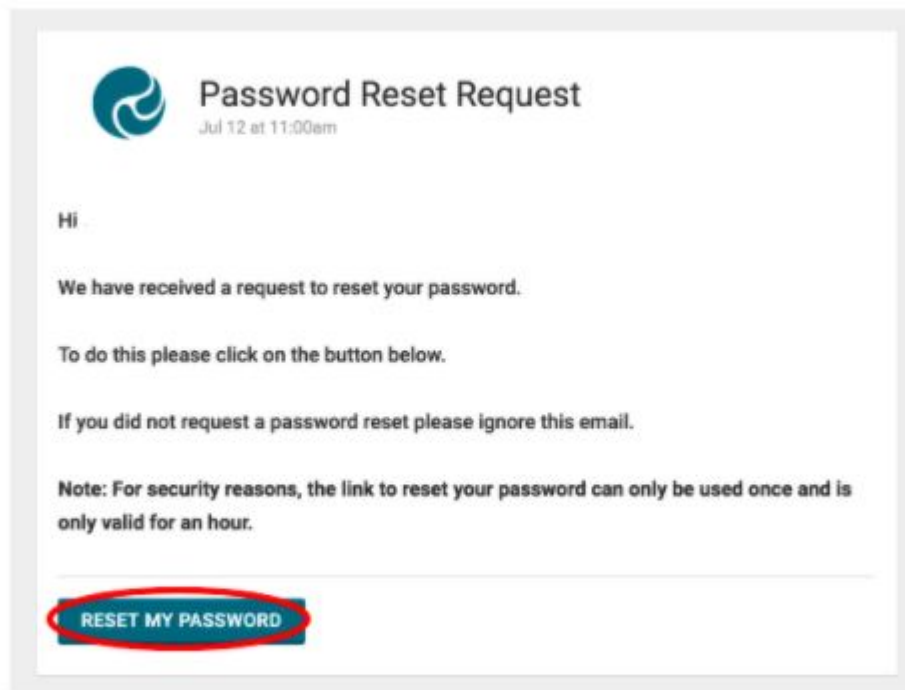 Password Reset Request
Jul 12 at 11:00am
Hi
We have received a request to reset your password.
To do this please click on the button below.
If you did not request a password reset please ignore this email.
Note: For security reasons, the link to reset your password can only be used once and is
only valid for an hour.
RESET MY PASSWORD